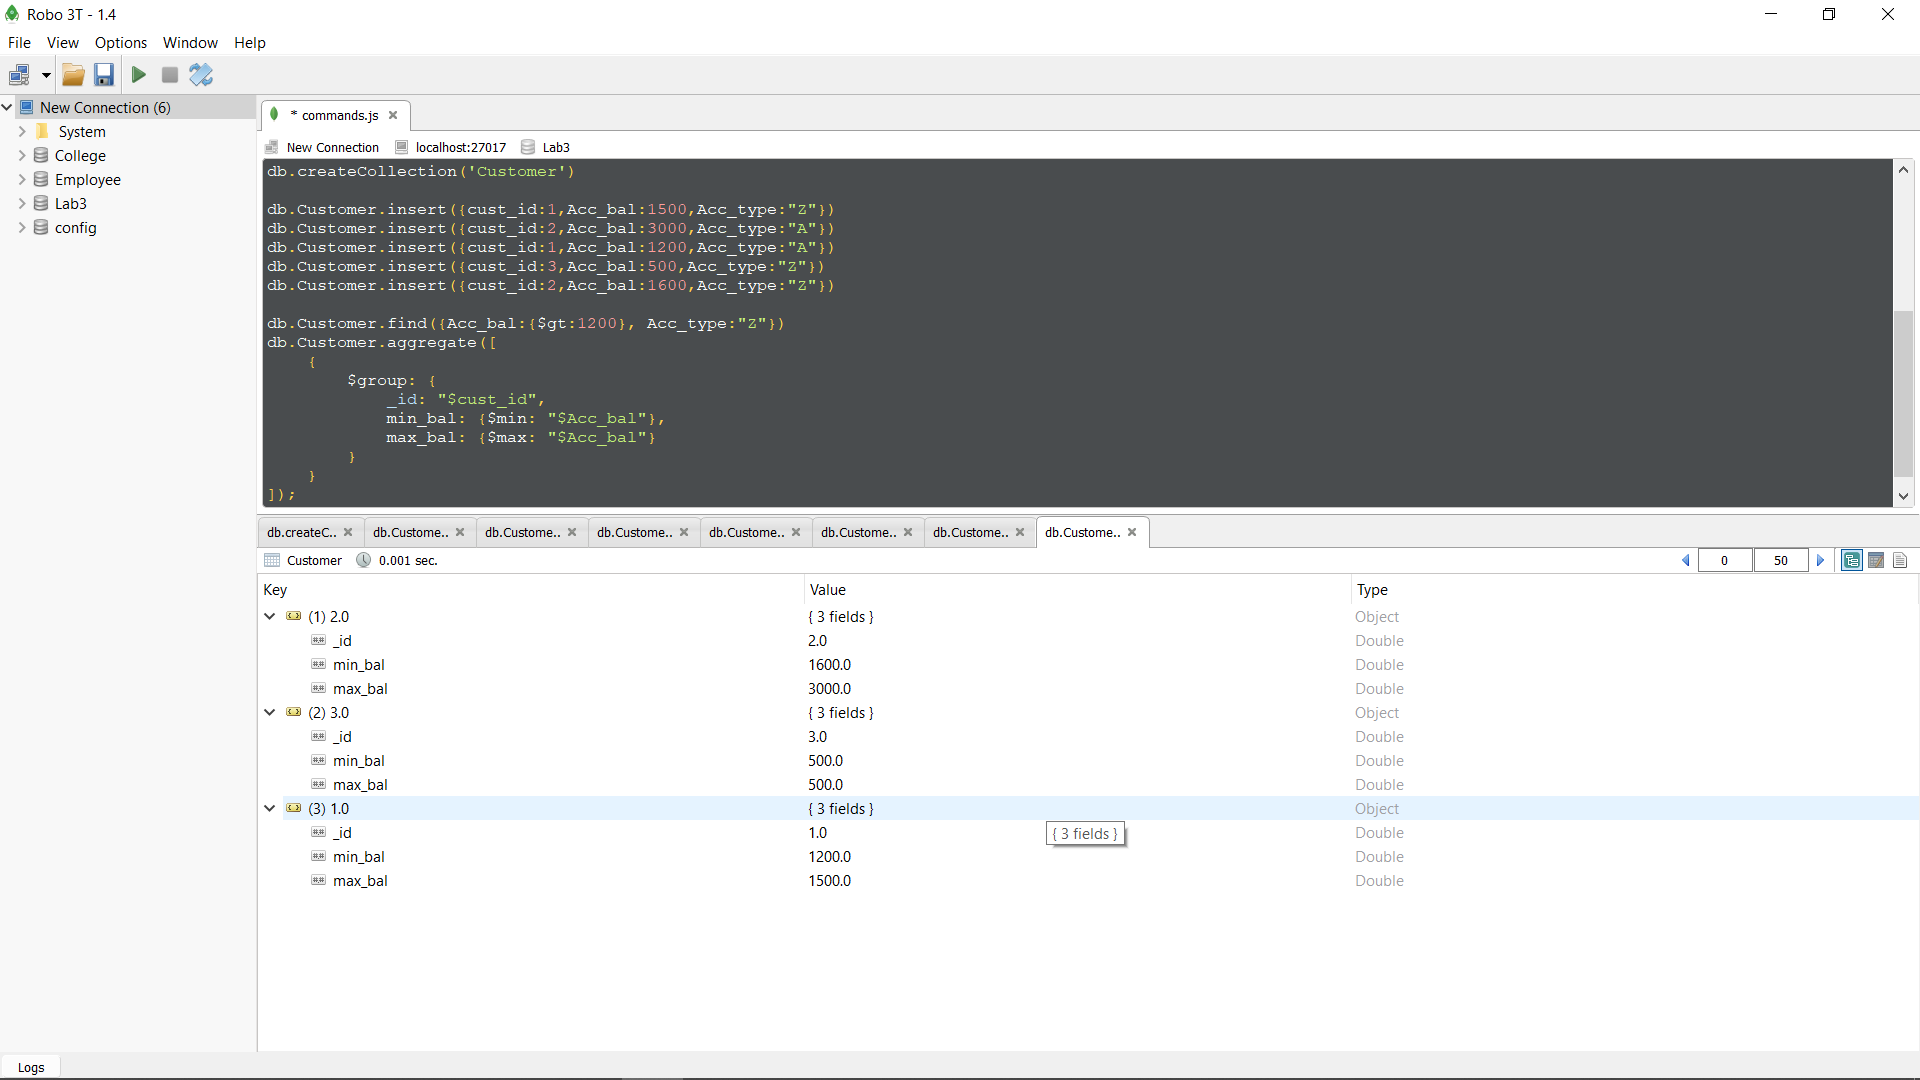 Robo 3T - 1.4
File View Options Window Help
New Connection (6)
System
College
Employee
Lab3
config
* commands.js
New Connection localhost:27017 Lab3
db.createCollection('Customer')
db.Customer.insert({cust_id:1,Acc_bal:1500,Acc_type:"Z"})
db.Customer.insert({cust_id:2,Acc_bal:3000,Acc_type:"A"})
db.Customer.insert({cust_id:1,Acc_bal:1200,Acc_type:"A"})
db.Customer.insert({cust_id:3,Acc_bal:500,Acc_type:"Z"})
db.Customer.insert({cust_id:2,Acc_bal:1600,Acc_type:"Z"})
db.Customer.find({Acc_bal:{$gt:1200}, Acc_type:"Z"})
db.Customer.aggregate([
{
$group: {
_id: "$cust_id",
min_bal: {$min: "$Acc_bal"},
max_bal: {$max: "$Acc_bal"}
}
}
]);
db.createC.. db.Custome.. db.Custome.. db.Custome.. db.Custome.. db.Custome.. db.Custome.. db.Custome..
Customer 0.001 sec. 0 50
Key Value Type
(1) 2.0 { 3 fields } Object
_id 2.0 Double
min_bal 1600.0 Double
max_bal 3000.0 Double
(2) 3.0 { 3 fields } Object
_id 3.0 Double
min_bal 500.0 Double
max_bal 500.0 Double
(3) 1.0 { 3 fields } Object
_id 1.0 { 3 fields } Double
min_bal 1200.0 Double
max_bal 1500.0 Double
Logs